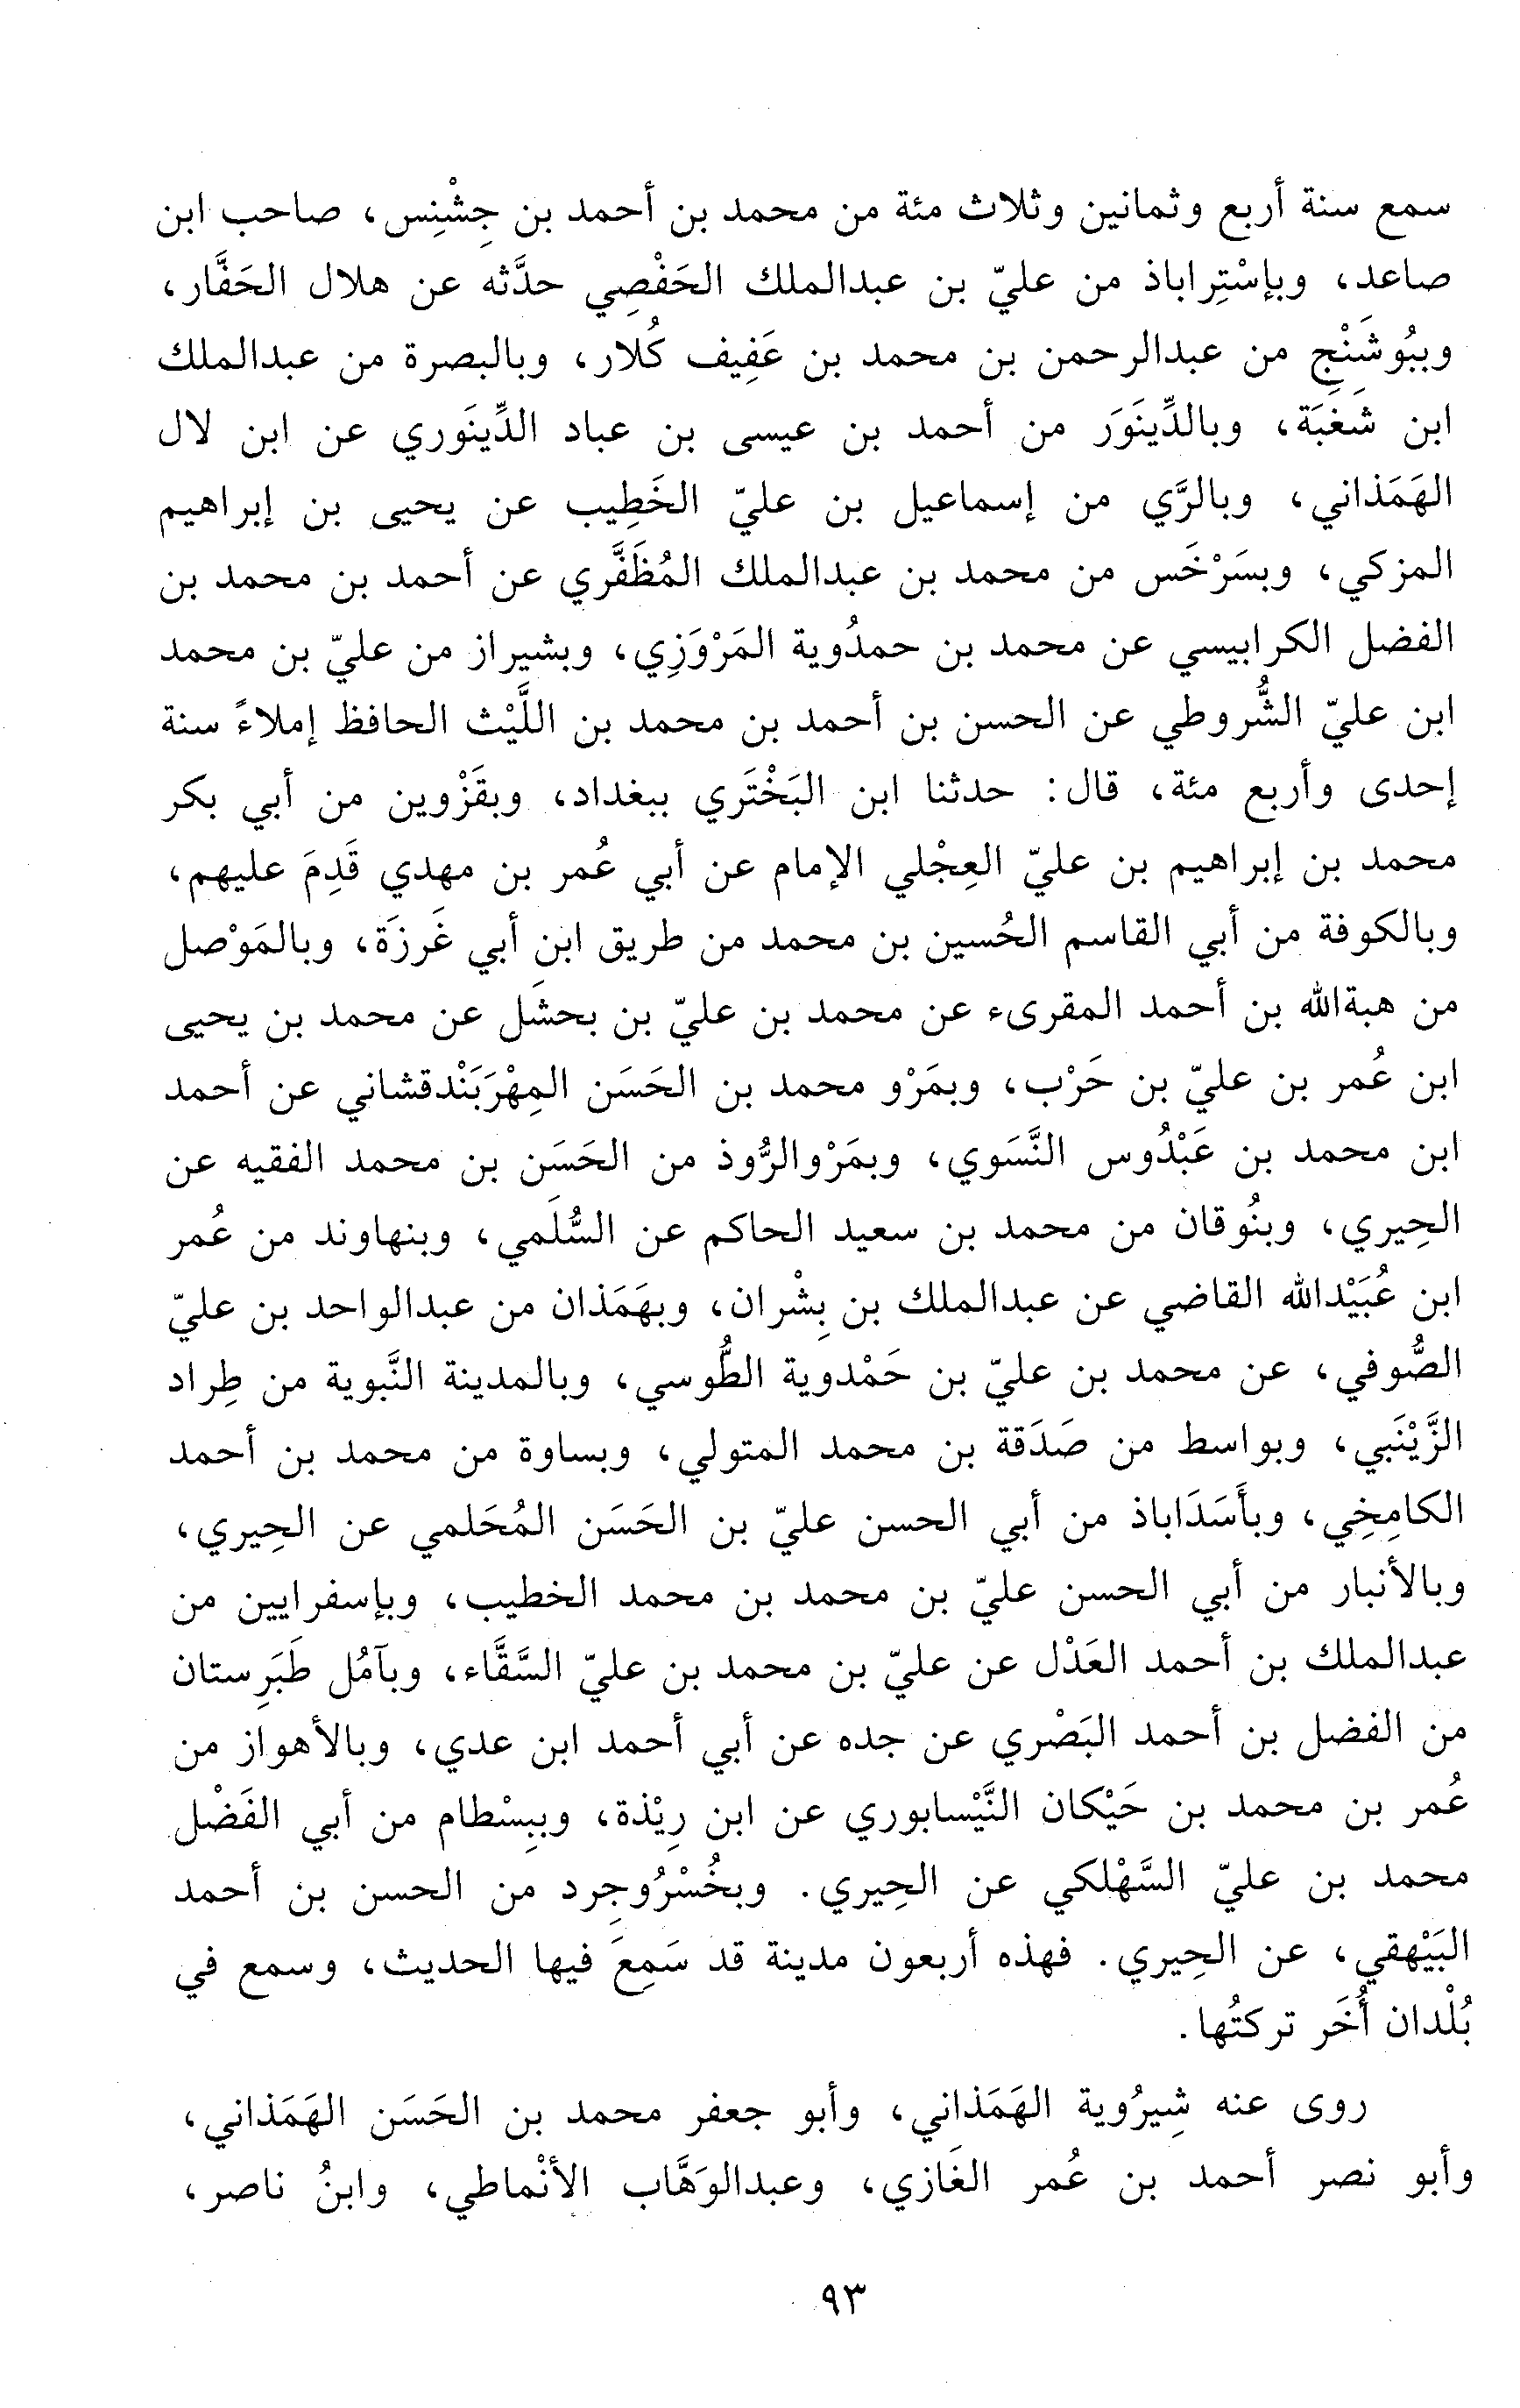 سمع سنة أربع وثمانين وثلاث مئة من محمد بن أحمد بن جِشْنِس، صاحب ابن
صاعد، وبإسْتِراباذ من عليّ بن عبدالملك الحَفْصِي حدَّثه عن هلال الحَفَّار،
وببُوشَنْجِ من عبدالرحمن بن محمد بن عَفِيف كُلار، وبالبصرة من عبدالملك
ابن شَغَبَة، وبالدِّينَوَر من أحمد بن عيسى بن عباد الدِّينَوري عن ابن لال
الهَمَذاني، وبالرَّي من إسماعيل بن عليّ الخَطِيب عن يحيى بن إبراهيم
المزكي، وبسَرْخَس من محمد بن عبدالملك المُظَفَّري عن أحمد بن محمد بن
الفضل الكرابيسي عن محمد بن حمدُوية المَرْوَزِي، وبشيراز من عليّ بن محمد
ابن عليّ الشُّروطي عن الحسن بن أحمد بن محمد بن اللَّيْث الحافظ إملاءً سنة
إحدى وأربع مئة، قال: حدثنا ابن البَخْتَري ببغداد، وبقَزْوين من أبي بكر
محمد بن إبراهيم بن عليّ العِجْلي الإمام عن أبي عُمر بن مهدي قَدِمَ عليهم،
وبالكوفة من أبي القاسم الحُسين بن محمد من طريق ابن أبي غَرزَة، وبالمَوْصل
من هبةالله بن أحمد المقرىء عن محمد بن عليّ بن بحشَل عن محمد بن يحيى
ابن عُمر بن عليّ بن حَرْب، وبمَرْو محمد بن الحَسَن المِهْرَبَنْدقشاني عن أحمد
ابن محمد بن عَبْدُوس النَّسَوي، وبمَرْوالرُّوذ من الحَسَن بن محمد الفقيه عن
الحِيري، وبنُوقان من محمد بن سعيد الحاكم عن السُّلَمي، وبنهاوند من عُمر
ابن عُبَيْدالله القاضي عن عبدالملك بن بِشْران، وبهَمَذان من عبدالواحد بن عليّ
الصُّوفي، عن محمد بن عليّ بن حَمْدوية الطُّوسي، وبالمدينة النَّبوية من طِراد
الزَّيْنَبي، وبواسط من صَدَقة بن محمد المتولي، وبساوة من محمد بن أحمد
الكامِخِي، وبأَسَدَاباذ من أبي الحسن عليّ بن الحَسَن المُحَلمي عن الحِيري،
وبالأنبار من أبي الحسن عليّ بن محمد بن محمد الخطيب، وبإسفرايين من
عبدالملك بن أحمد العَدْل عن عليّ بن محمد بن عليّ السَّقَّاء، وبآمُل طَبَرِستان
من الفضل بن أحمد البَصْري عن جده عن أبي أحمد ابن عدي، وبالأهواز من
عُمر بن محمد بن حَيْكان النَّيْسابوري عن ابن رِيْذة، وببِسْطام من أبي الفَضْل
محمد بن عليّ السَّهْلكي عن الحِيري. وبخُسْرُوجِرد من الحسن بن أحمد
البَيْهقي، عن الحِيري. فهذه أربعون مدينة قد سَمِعَ فيها الحديث، وسمع في
بُلْدان أُخَر تركتُها.
روى عنه شِيرُوية الهَمَذاني، وأبو جعفر محمد بن الحَسَن الهَمَذاني،
وأبو نصر أحمد بن عُمر الغَازي، وعبدالوَهَّاب الأنْماطي، وابنُ ناصر،
٩٣